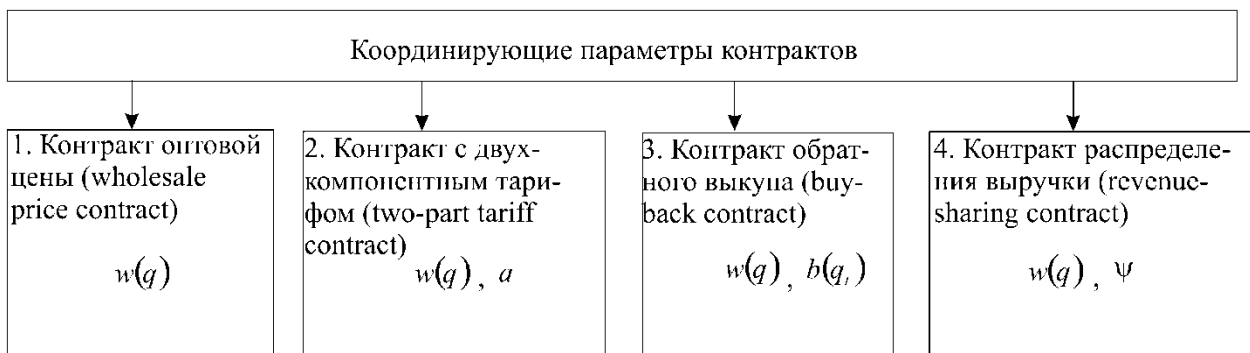 Координирующие параметры контрактов
1. Контракт оптовой
цены (wholesale
price contract)
w(q)
2. Контракт с двух-
компонентным тари-
фом (two-part tariff
contract)
w(q) , a
3. Контракт обрат-
ного выкупа (buy-
back contract)
w(q) , b(qᵢ)
4. Контракт распределе-
ния выручки (revenue-
sharing contract)
w(q) , ψ